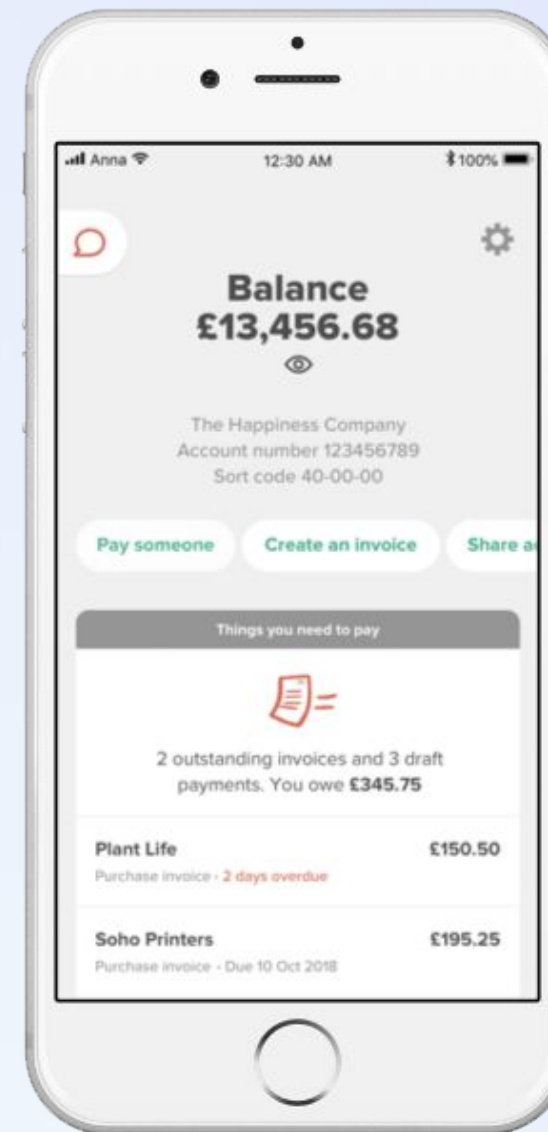 Anna 12:30 AM 100%
Balance
£13,456.68
The Happiness Company
Account number 123456789
Sort code 40-00-00
Pay someone Create an invoice Share
Things you need to pay
2 outstanding invoices and 3 draft
payments. You owe £345.75
Plant Life £150.50
Purchase invoice - 2 days overdue
Soho Printers £195.25
Purchase invoice - Due 10 Oct 2018